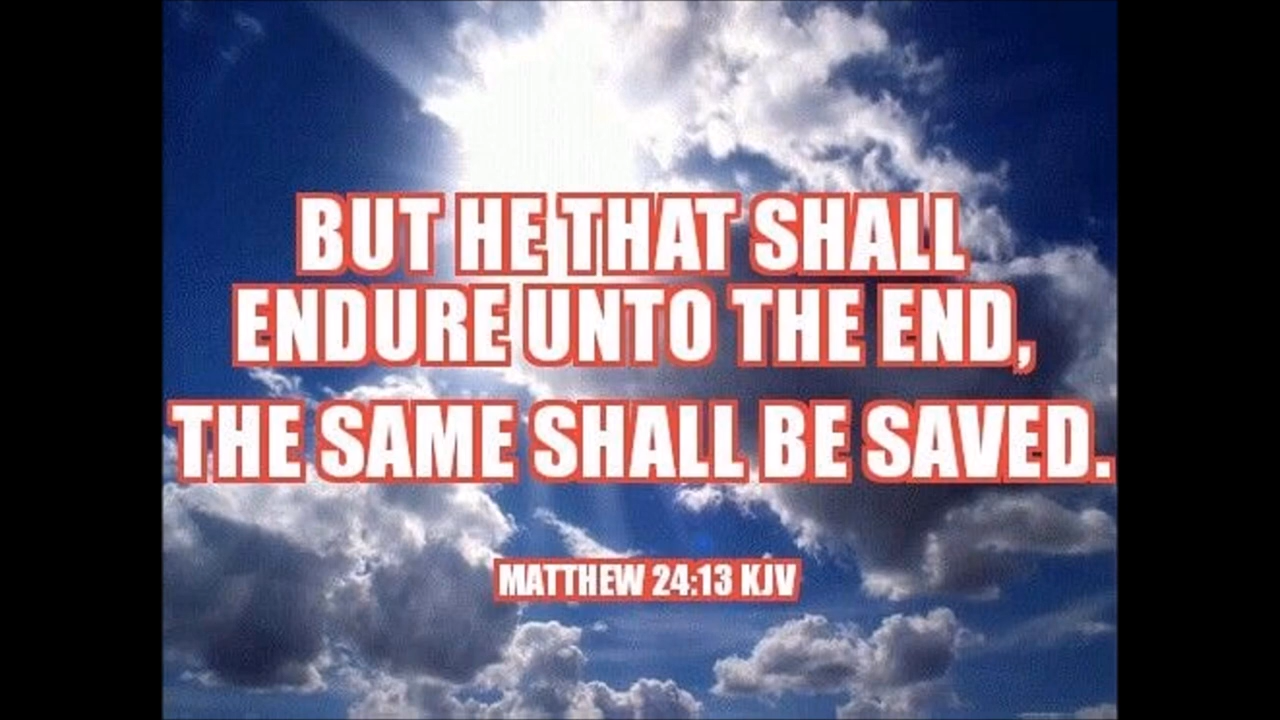 BUT HE THAT SHALL
ENDURE UNTO THE END,
THE SAME SHALL BE SAVED.
MATTHEW 24:13 KJV